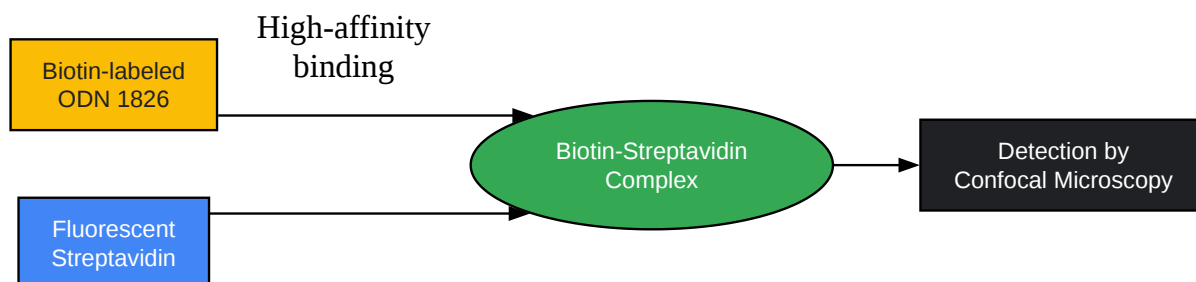 High-affinity
binding
Biotin-labeled
ODN 1826
Biotin-Streptavidin
Complex
Detection by
Confocal Microscopy
Fluorescent
Streptavidin